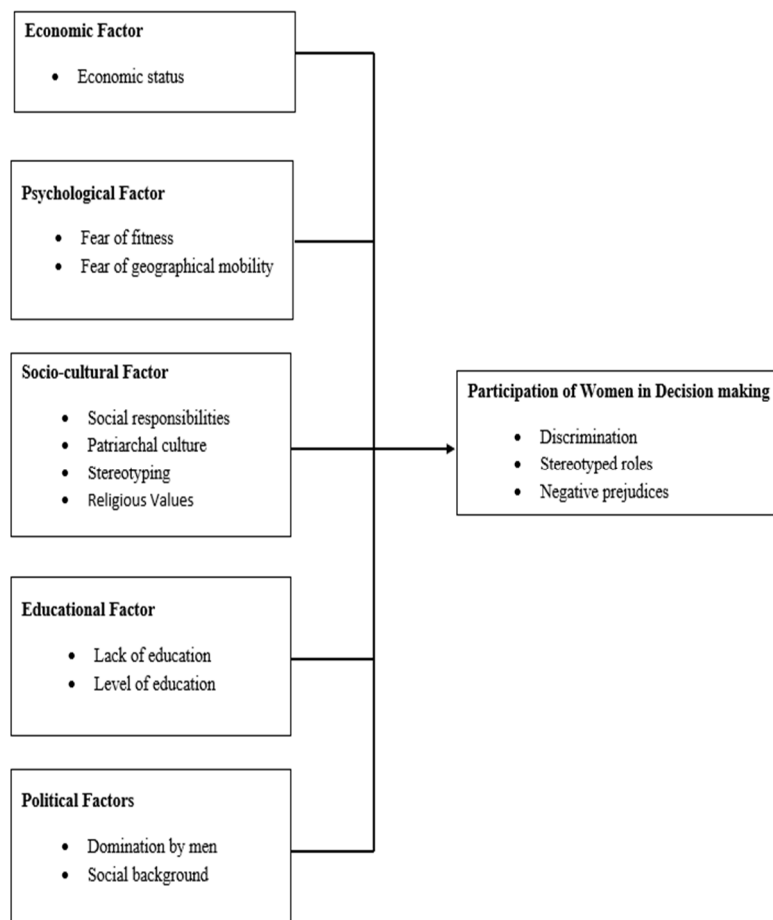 Economic Factor
• Economic status
Psychological Factor
• Fear of fitness
• Fear of geographical mobility
Socio-cultural Factor
• Social responsibilities
• Patriarchal culture
• Stereotyping
• Religious Values
Participation of Women in Decision making
• Discrimination
• Stereotyped roles
• Negative prejudices
Educational Factor
• Lack of education
• Level of education
Political Factors
• Domination by men
• Social background